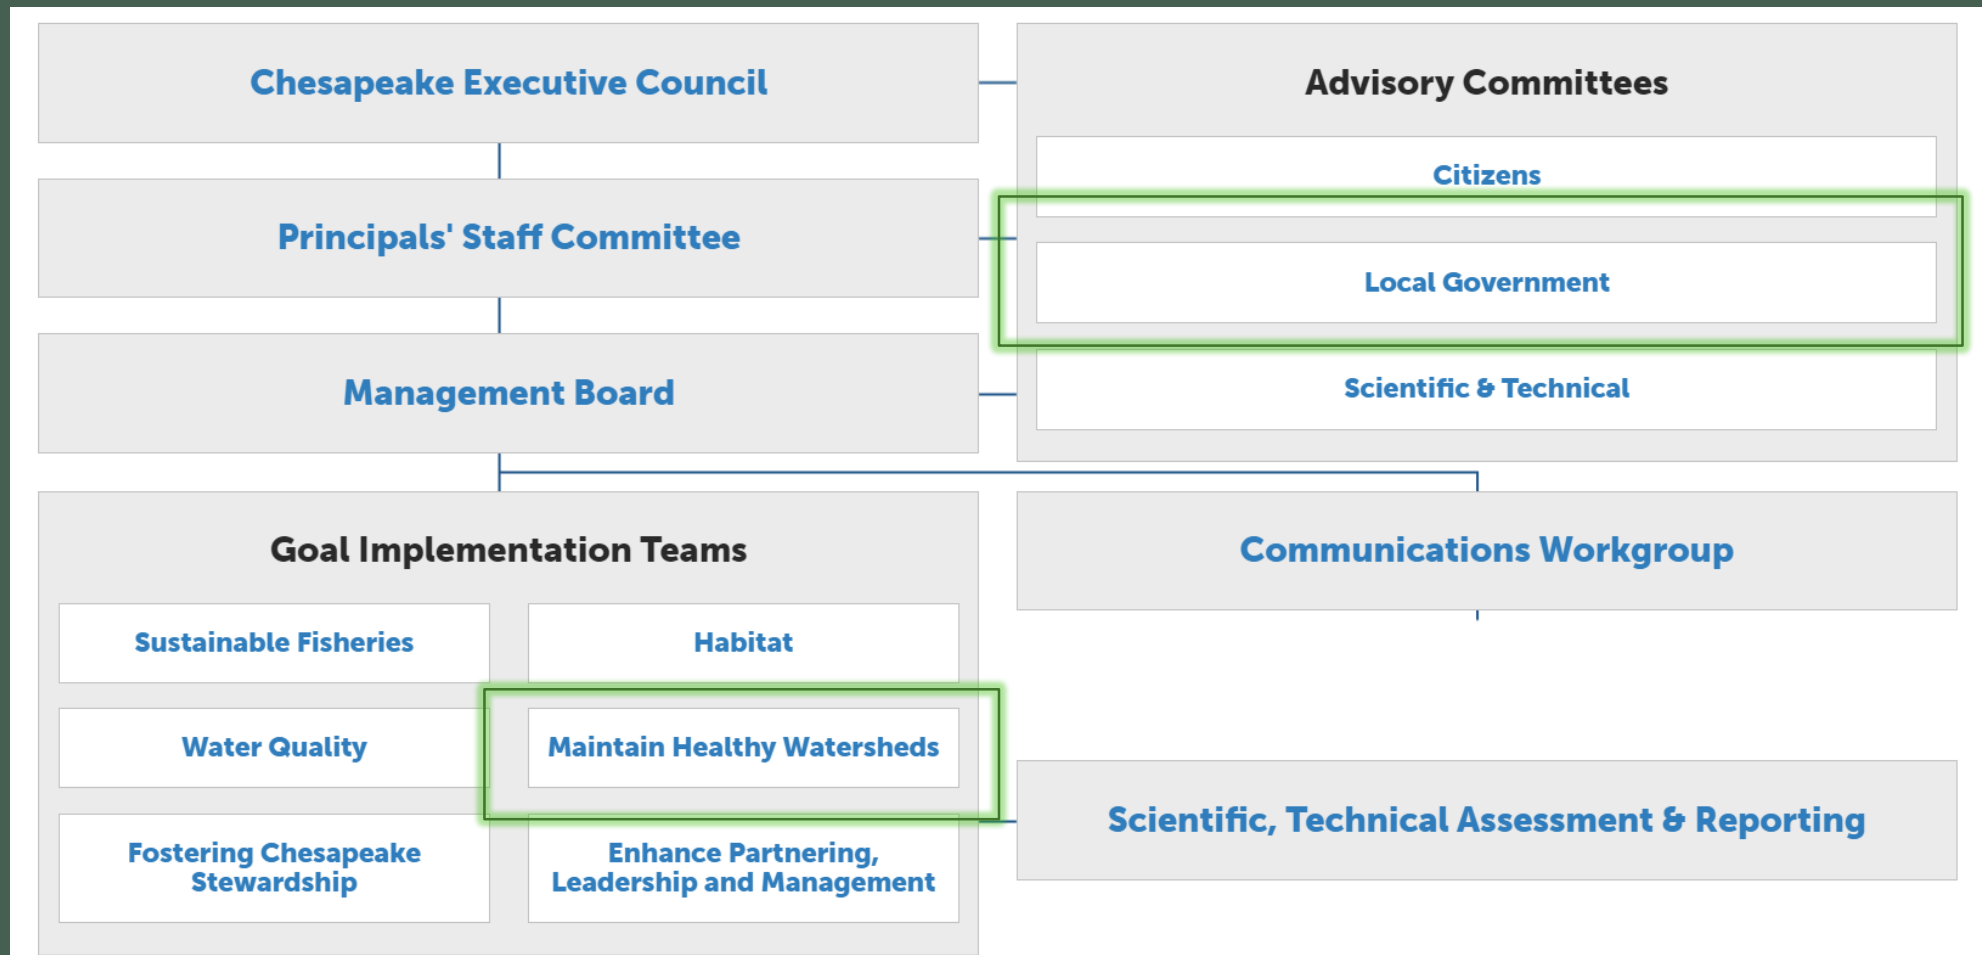 Chesapeake Executive Council
Principals' Staff Committee
Management Board
Advisory Committees
Citizens
Local Government
Scientific & Technical
Goal Implementation Teams
Sustainable Fisheries
Habitat
Water Quality
Maintain Healthy Watersheds
Fostering Chesapeake
Stewardship
Enhance Partnering,
Leadership and Management
Communications Workgroup
Scientific, Technical Assessment & Reporting